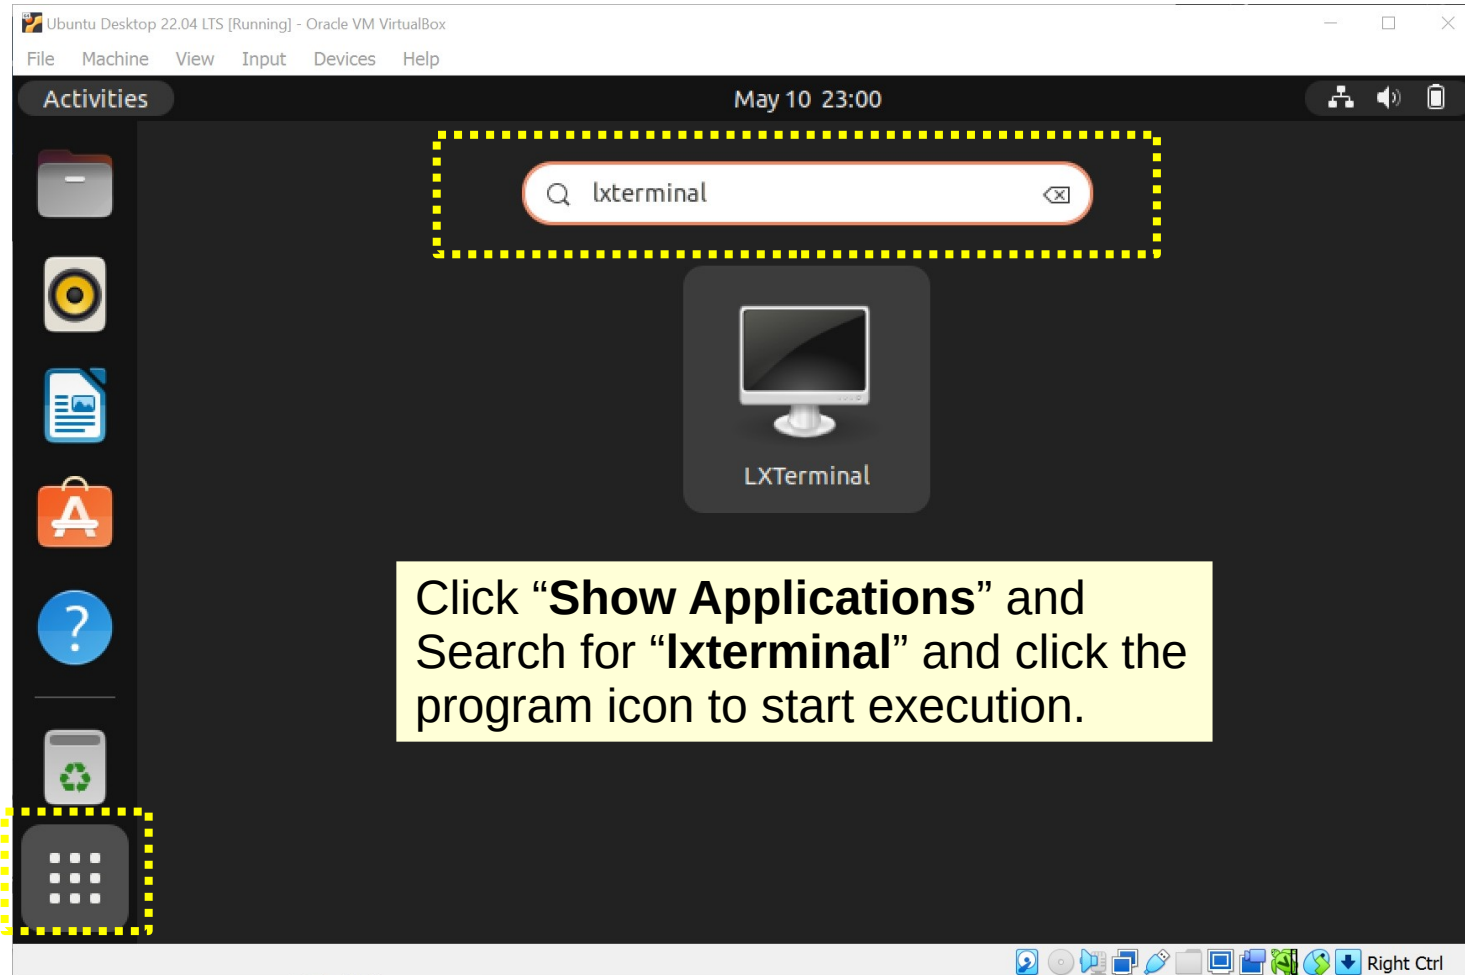 Ubuntu Desktop 22.04 LTS [Running] - Oracle VM VirtualBox
File Machine View Input Devices Help
Activities May 10 23:00
lxterminal
LXTerminal
Click “Show Applications” and
Search for “lxterminal” and click the
program icon to start execution.
Right Ctrl